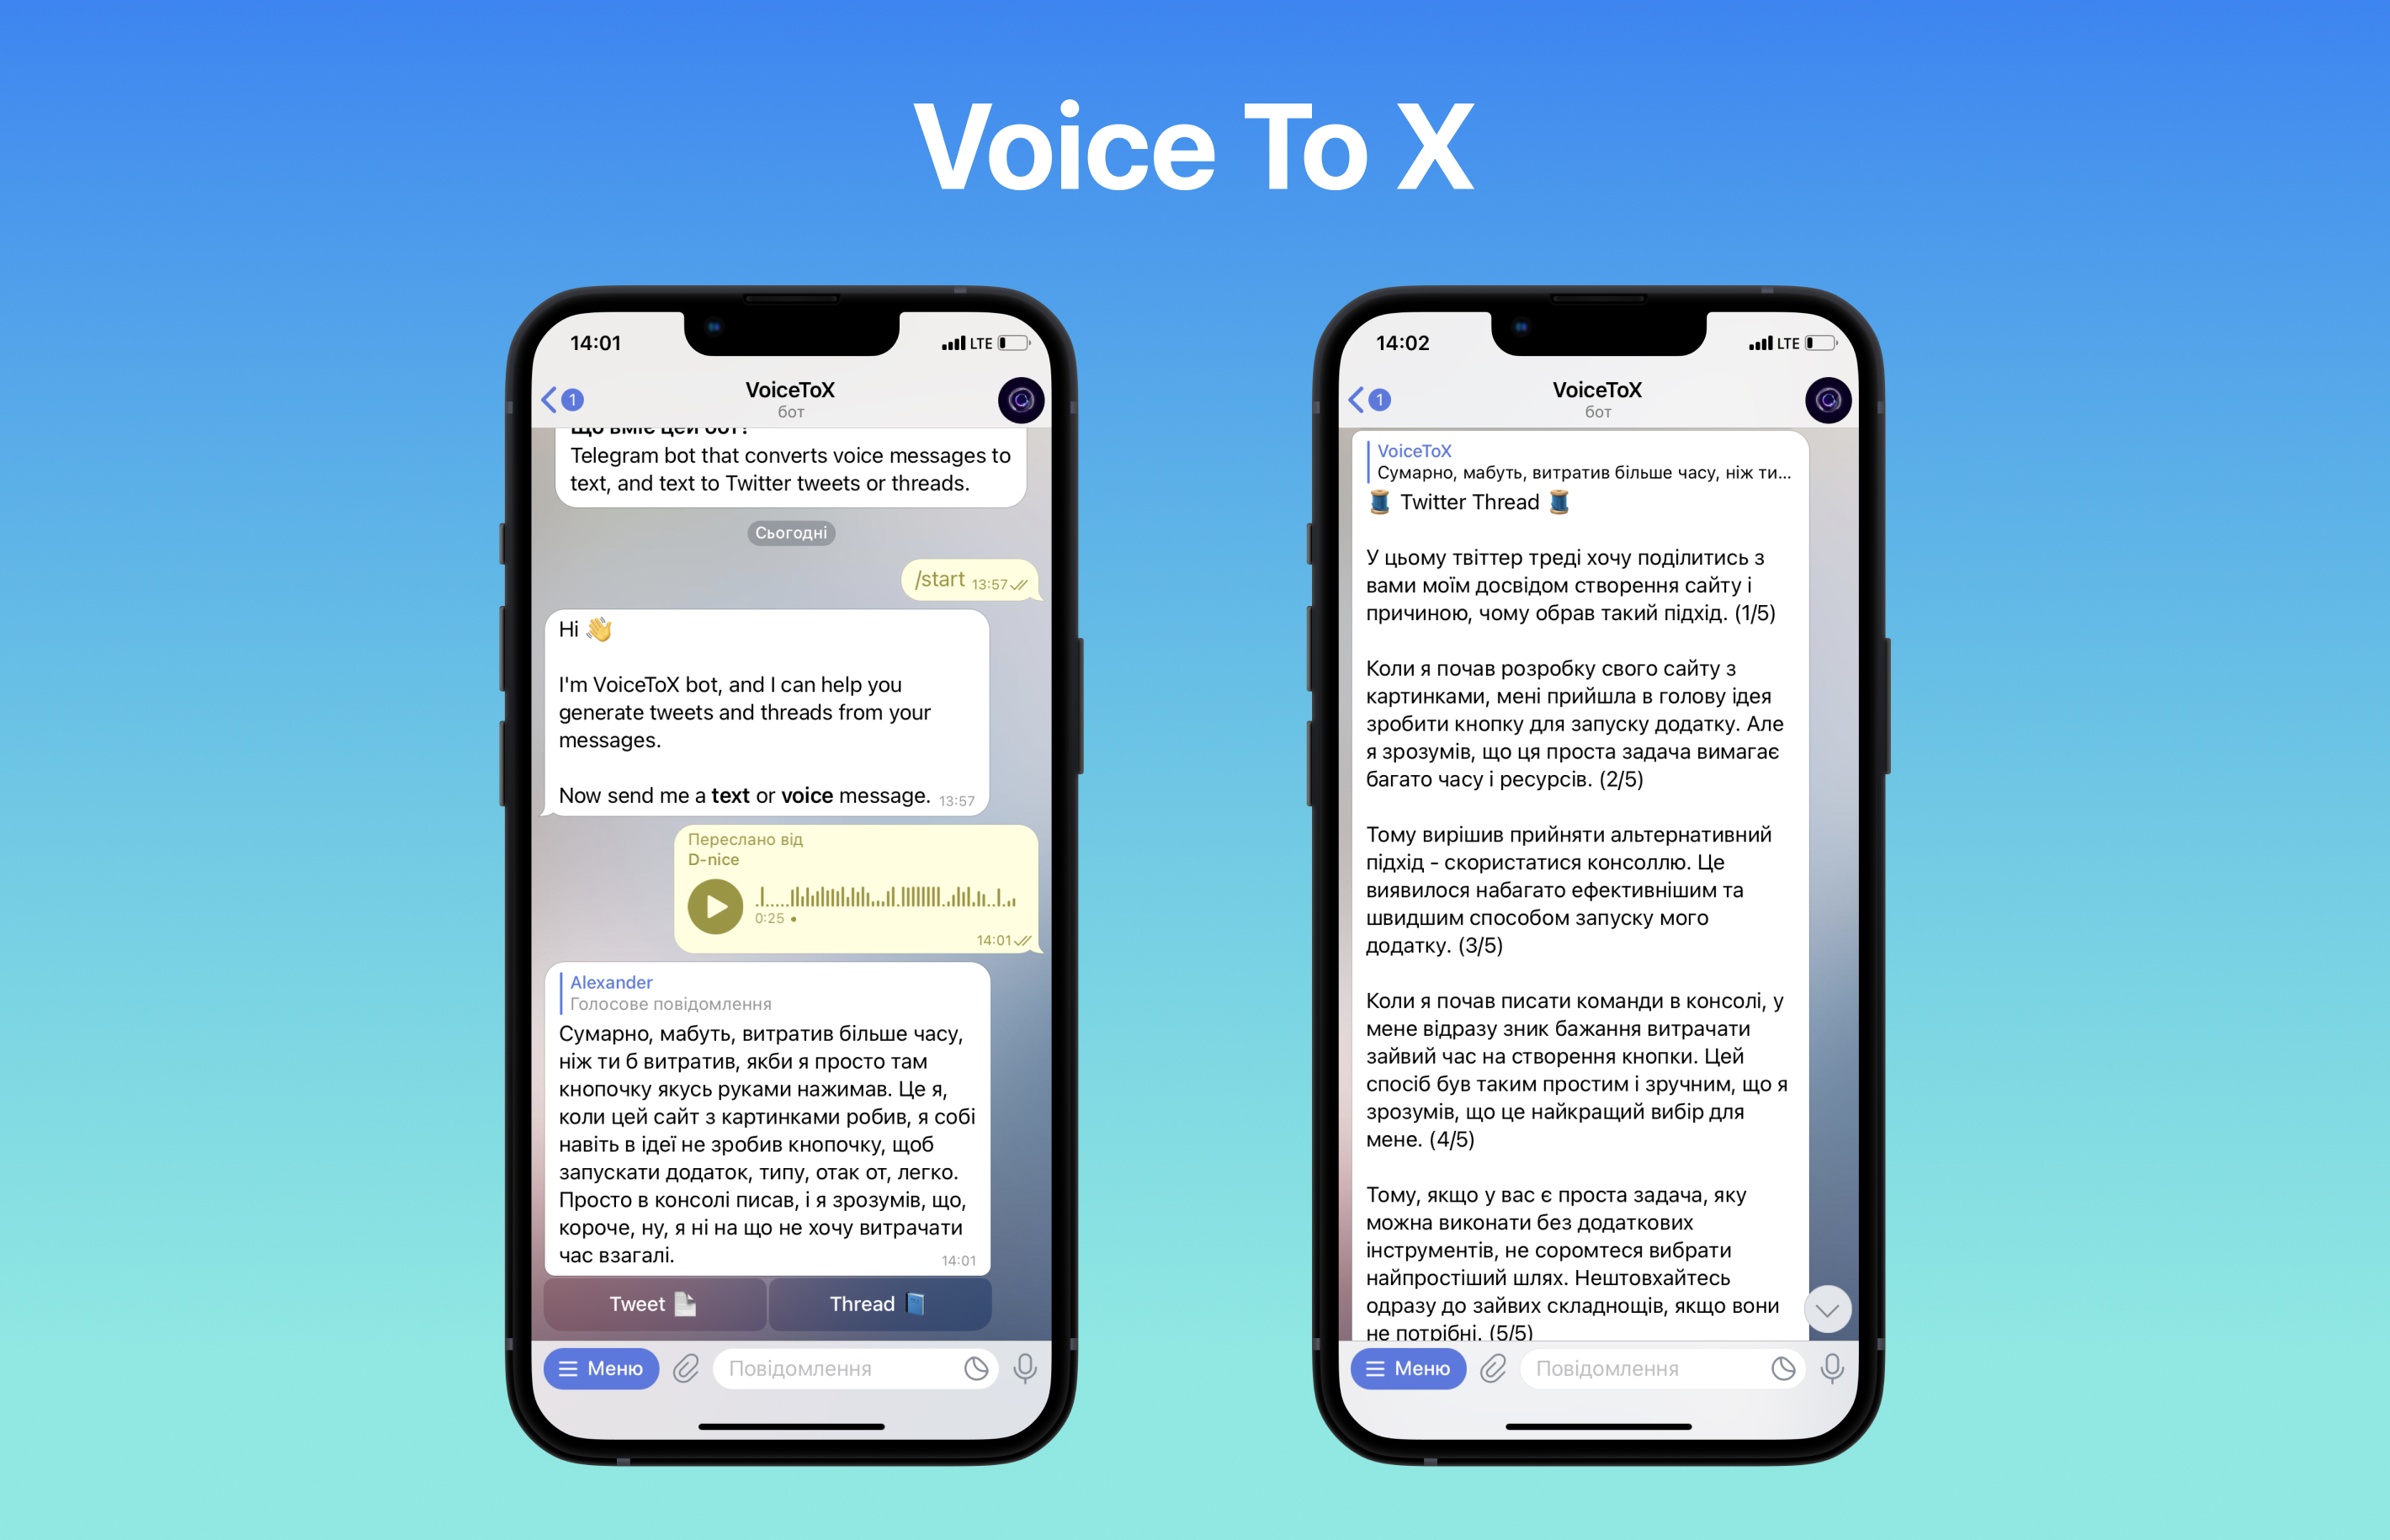 Voice To X
14:01
LTE
1
VoiceToX
бот
Що вміє цей бот?
Telegram bot that converts voice messages to
text, and text to Twitter tweets or threads.
Сьогодні
/start 13:57
Hi 👋
I'm VoiceToX bot, and I can help you
generate tweets and threads from your
messages.
Now send me a text or voice message. 13:57
Переслано від
D-nice
0:25
14:01
Alexander
Голосове повідомлення
Сумарно, мабуть, витратив більше часу,
ніж ти б витратив, якби я просто там
кнопочку якусь руками нажимав. Це я,
коли цей сайт з картинками робив, я собі
навіть в ідеї не зробив кнопочку, щоб
запускати додаток, типу, отак от, легко.
Просто в консолі писав, і я зрозумів, що,
короче, ну, я ні на що не хочу витрачати
час взагалі. 14:01
Tweet
Thread
Меню
Повідомлення
14:02
LTE
1
VoiceToX
бот
VoiceToX
Сумарно, мабуть, витратив більше часу, ніж ти...
🧵 Twitter Thread 🧵
У цьому твіттер треді хочу поділитись з
вами моїм досвідом створення сайту і
причиною, чому обрав такий підхід. (1/5)
Коли я почав розробку свого сайту з
картинками, мені прийшла в голову ідея
зробити кнопку для запуску додатку. Але
я зрозумів, що ця проста задача вимагає
багато часу і ресурсів. (2/5)
Тому вирішив прийняти альтернативний
підхід - скористатися консоллю. Це
виявилося набагато ефективнішим та
швидшим способом запуску мого
додатку. (3/5)
Коли я почав писати команди в консолі, у
мене відразу зник бажання витрачати
зайвий час на створення кнопки. Цей
спосіб був таким простим і зручним, що я
зрозумів, що це найкращий вибір для
мене. (4/5)
Тому, якщо у вас є проста задача, яку
можна виконати без додаткових
інструментів, не соромтеся вибрати
найпростіший шлях. Нештовхайтесь
одразу до зайвих складнощів, якщо вони
не потрібні. (5/5)
Меню
Повідомлення